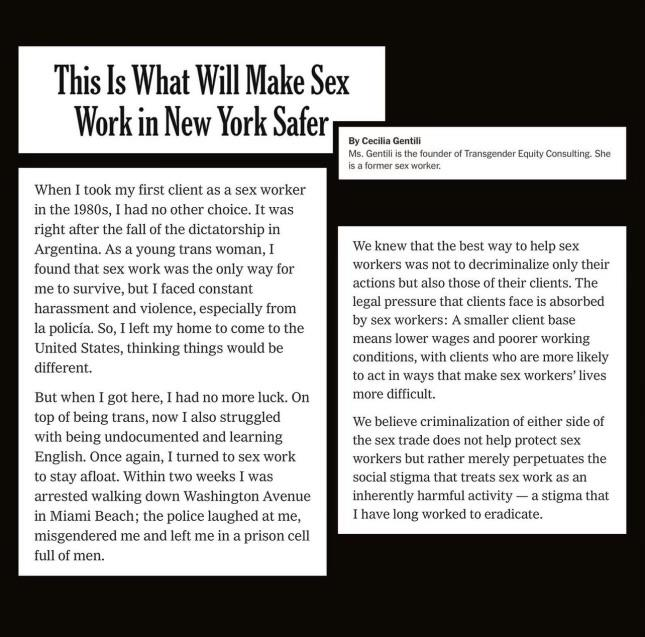 This Is What Will Make Sex
Work in New York Safer
By Cecilia Gentili
Ms. Gentili is the founder of Transgender Equity Consulting. She
is a former sex worker.
When I took my first client as a sex worker
in the 1980s, I had no other choice. It was
right after the fall of the dictatorship in
Argentina. As a young trans woman, I
found that sex work was the only way for
me to survive, but I faced constant
harassment and violence, especially from
la policía. So, I left my home to come to the
United States, thinking things would be
different.
But when I got here, I had no more luck. On
top of being trans, now I also struggled
with being undocumented and learning
English. Once again, I turned to sex work
to stay afloat. Within two weeks I was
arrested walking down Washington Avenue
in Miami Beach; the police laughed at me,
misgendered me and left me in a prison cell
full of men.
We knew that the best way to help sex
workers was not to decriminalize only their
actions but also those of their clients. The
legal pressure that clients face is absorbed
by sex workers: A smaller client base
means lower wages and poorer working
conditions, with clients who are more likely
to act in ways that make sex workers' lives
more difficult.
We believe criminalization of either side of
the sex trade does not help protect sex
workers but rather merely perpetuates the
social stigma that treats sex work as an
inherently harmful activity — a stigma that
I have long worked to eradicate.